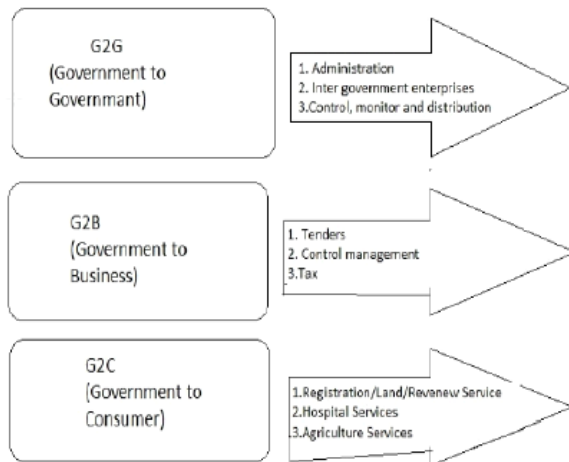 G2G
(Government to
Governmant)
1. Administration
2. Inter government enterprises
3.Control, monitor and distribution
G2B
(Government to
Business)
1. Tenders
2. Control management
3.Tax
G2C
(Government to
Consumer)
1.Registration/Land/Revenew Service
2.Hospital Services
3.Agriculture Services